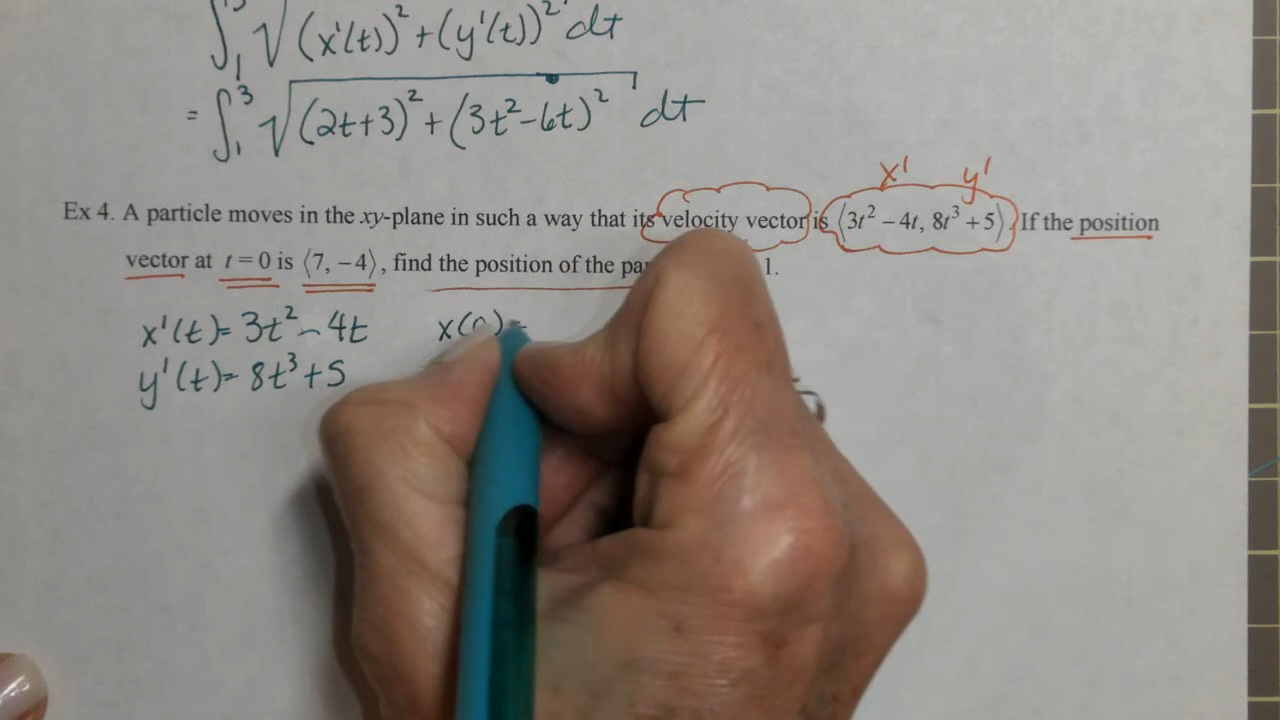 ∫₁³ √(x'(t))² + (y'(t))² dt
= ∫₁³ √(2t+3)² + (3t²-6t)² dt
x' y'
Ex 4. A particle moves in the xy-plane in such a way that its velocity vector is ⟨3t² − 4t, 8t³ + 5⟩. If the position
vector at t = 0 is ⟨7, −4⟩, find the position of the 1.
x'(t) = 3t² - 4t x(0) =
y'(t) = 8t³ + 5